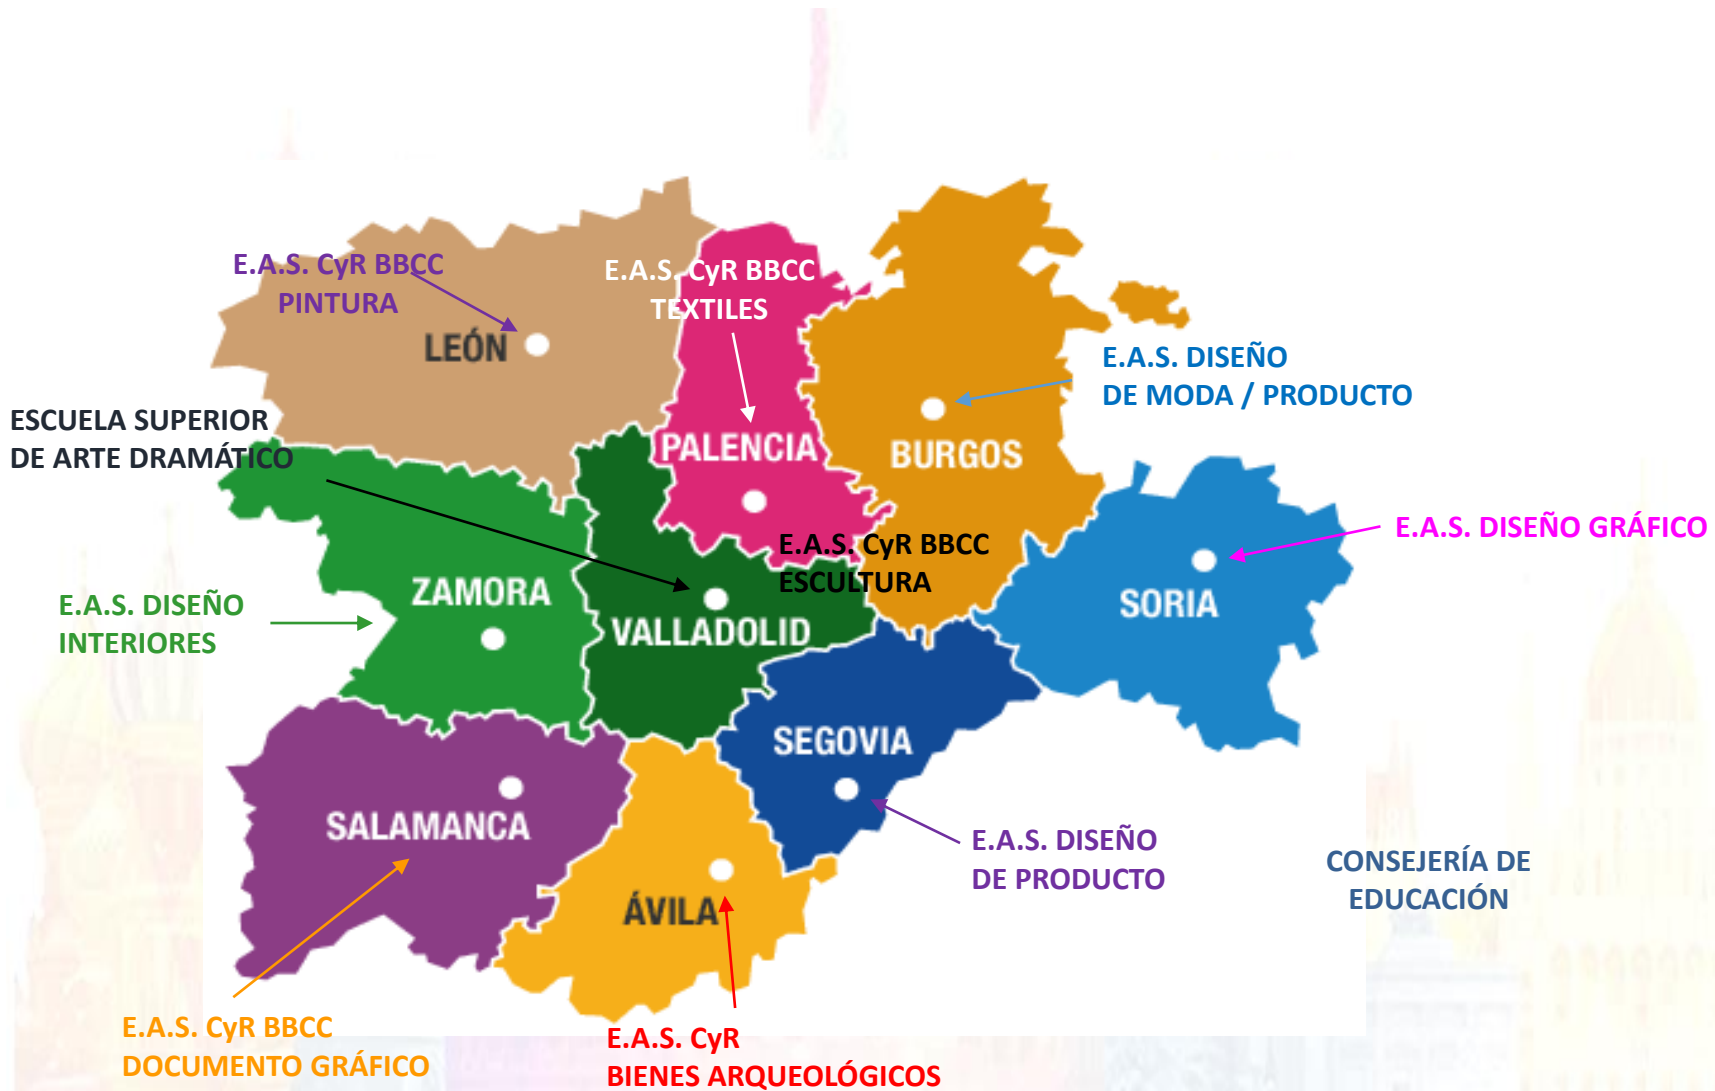 E.A.S. CyR BBCC
PINTURA
E.A.S. CyR BBCC
TEXTILES
LEÓN
E.A.S. DISEÑO
DE MODA / PRODUCTO
ESCUELA SUPERIOR
DE ARTE DRAMÁTICO
PALENCIA
BURGOS
E.A.S. DISEÑO GRÁFICO
E.A.S. CyR BBCC
ESCULTURA
ZAMORA
SORIA
E.A.S. DISEÑO
INTERIORES
VALLADOLID
SEGOVIA
SALAMANCA
E.A.S. DISEÑO
DE PRODUCTO
CONSEJERÍA DE
EDUCACIÓN
ÁVILA
E.A.S. CyR BBCC
DOCUMENTO GRÁFICO
E.A.S. CyR
BIENES ARQUEOLÓGICOS